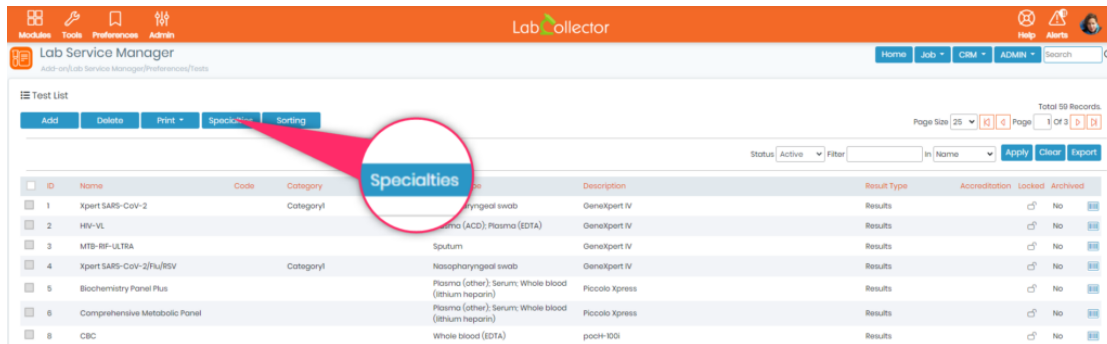 Modules Tools Preferences Admin LabCollector Help Alerts
Lab Service Manager Home Job CRM ADMIN Search
Add-on/Lab Service Manager/Preferences/Tests
Test List
Total 59 Records.
Add Delete Print Specialties Sorting Page Size 25 Page 1 Of 3
Status Active Filter In Name Apply Clear Export
Specialties
ID Name Code Category Description Result Type Accreditation Locked Archived
1 Xpert SARS-CoV-2 Category1 swab GeneXpert IV Results No
2 HIV-VL (ACD); Plasma (EDTA) GeneXpert IV Results No
3 MTB-RIF-ULTRA Sputum GeneXpert IV Results No
4 Xpert SARS-CoV-2/Flu/RSV Category1 Nasopharyngeal swab GeneXpert IV Results No
5 Biochemistry Panel Plus Plasma (other); Serum; Whole blood (lithium heparin) Piccolo Xpress Results No
6 Comprehensive Metabolic Panel Plasma (other); Serum; Whole blood (lithium heparin) Piccolo Xpress Results No
8 CBC Whole blood (EDTA) pocH-100i Results No